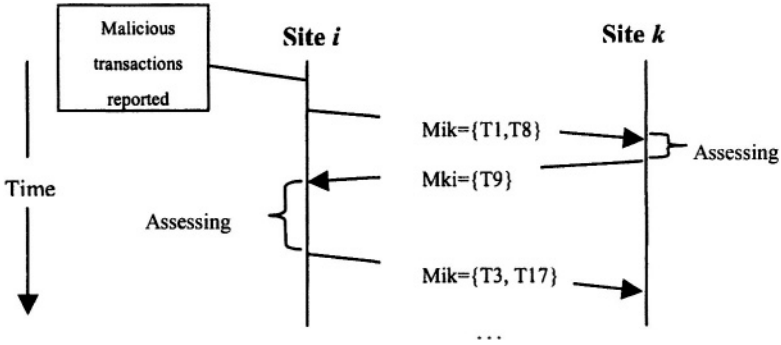 Malicious
transactions
reported
Site i
Site k
Mik={T1,T8}
Assessing
Mki={T9}
Time
Assessing
Mik={T3, T17}
...